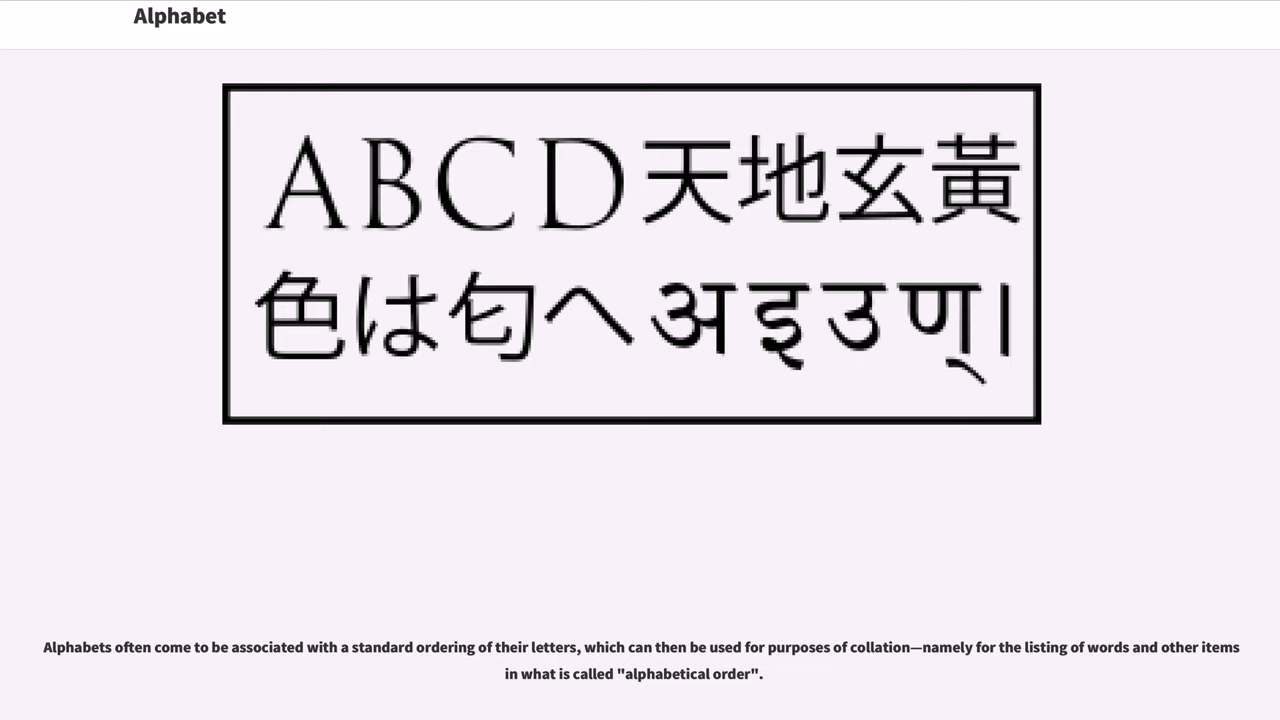 Alphabet
ABCD天地玄黃
色は匂へअइउण्।
Alphabets often come to be associated with a standard ordering of their letters, which can then be used for purposes of collation—namely for the listing of words and other items
in what is called "alphabetical order".